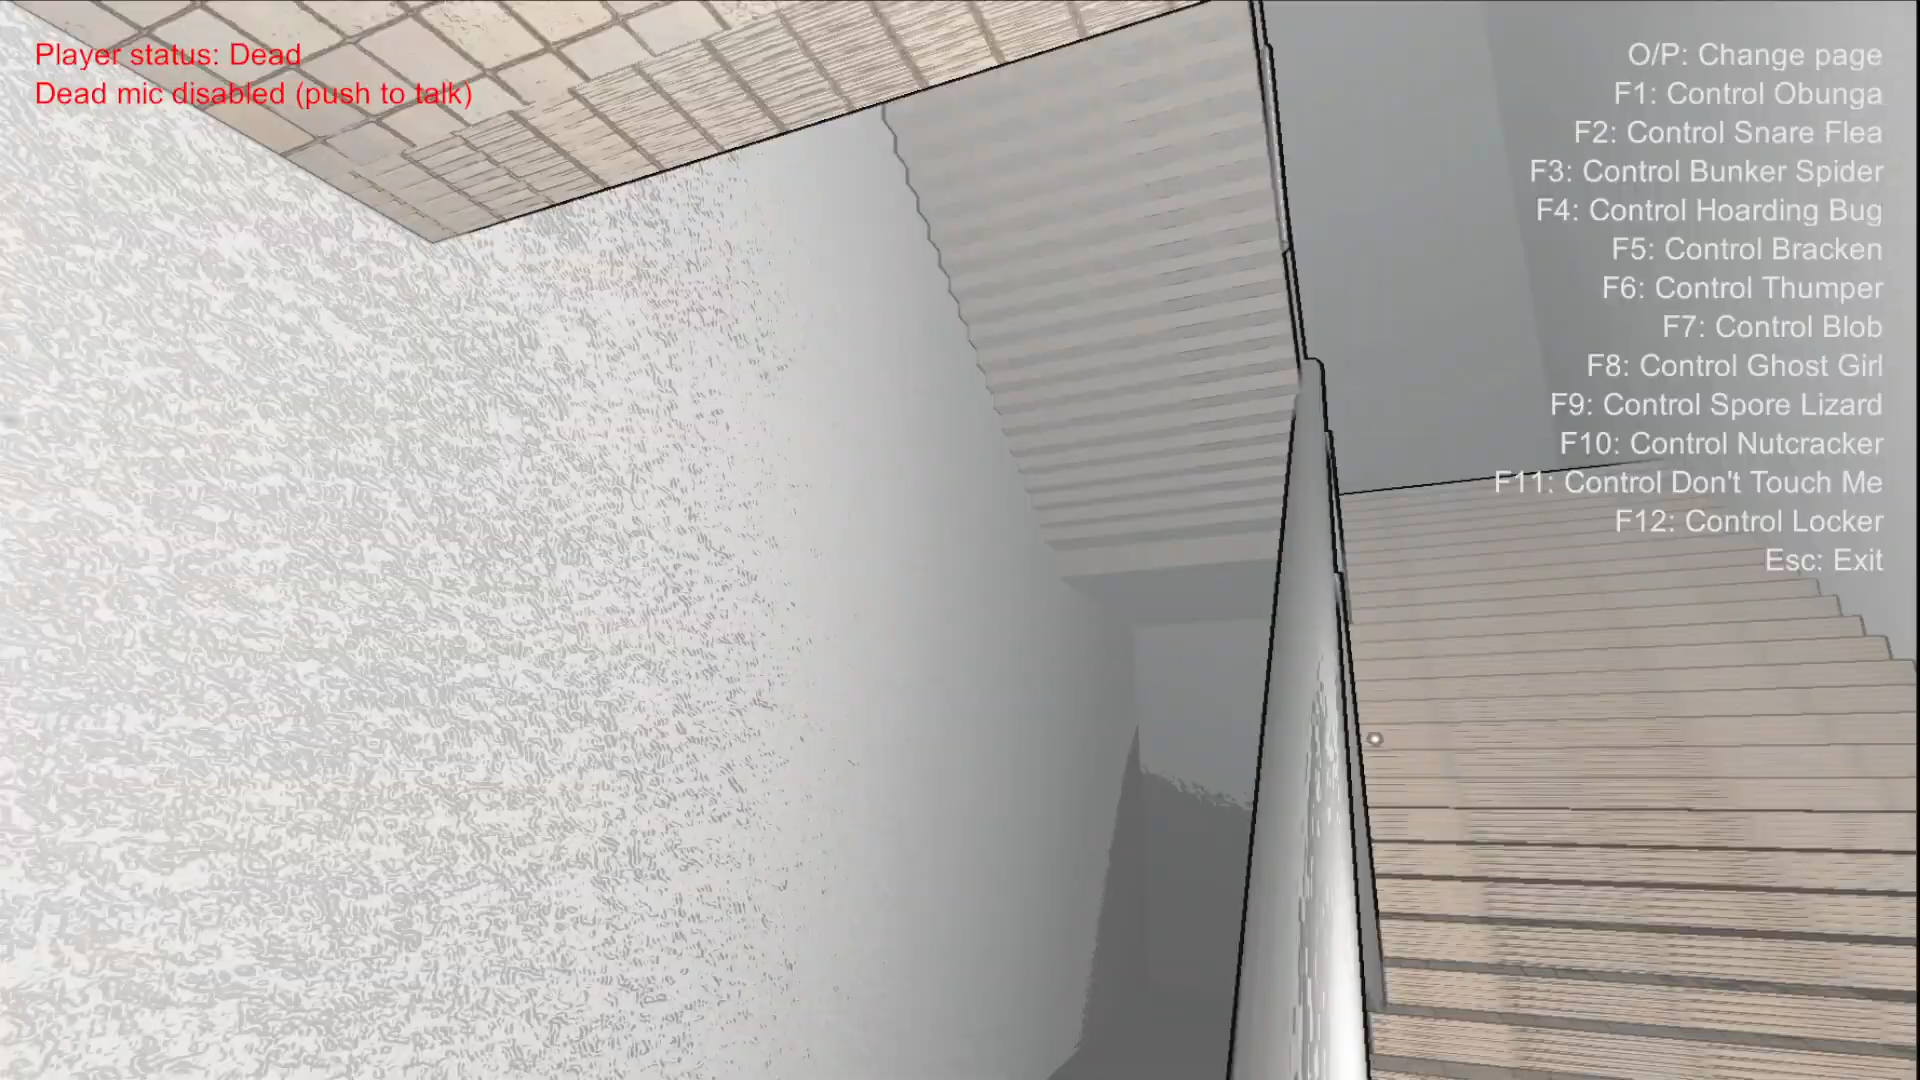 Player status: Dead
Dead mic disabled (push to talk)
O/P: Change page
F1: Control Obunga
F2: Control Snare Flea
F3: Control Bunker Spider
F4: Control Hoarding Bug
F5: Control Bracken
F6: Control Thumper
F7: Control Blob
F8: Control Ghost Girl
F9: Control Spore Lizard
F10: Control Nutcracker
F11: Control Don't Touch Me
F12: Control Locker
Esc: Exit